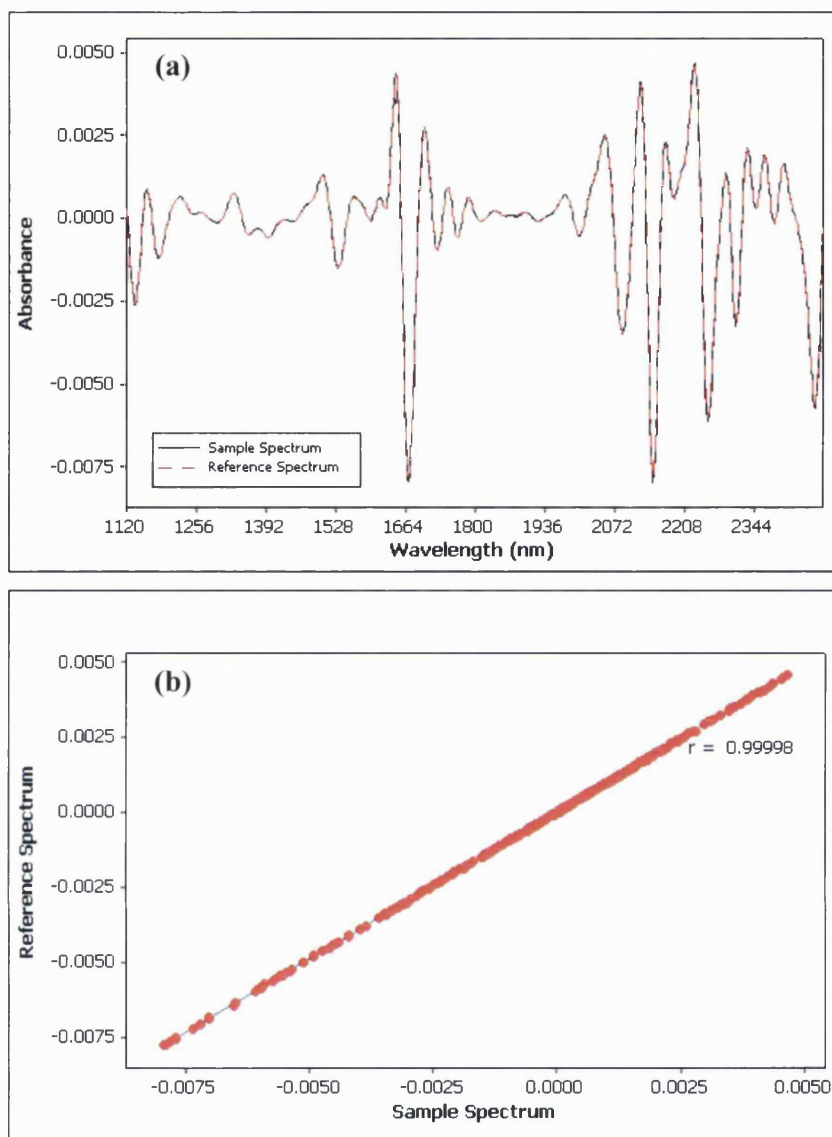 (a)
0.0050
0.0025
0.0000
-0.0025
-0.0050
-0.0075
Absorbance
Sample Spectrum
Reference Spectrum
1120 1256 1392 1528 1664 1800 1936 2072 2208 2344
Wavelength (nm)
(b)
0.0050
0.0025
0.0000
-0.0025
-0.0050
-0.0075
Reference Spectrum
r = 0.99998
-0.0075 -0.0050 -0.0025 0.0000 0.0025 0.0050
Sample Spectrum